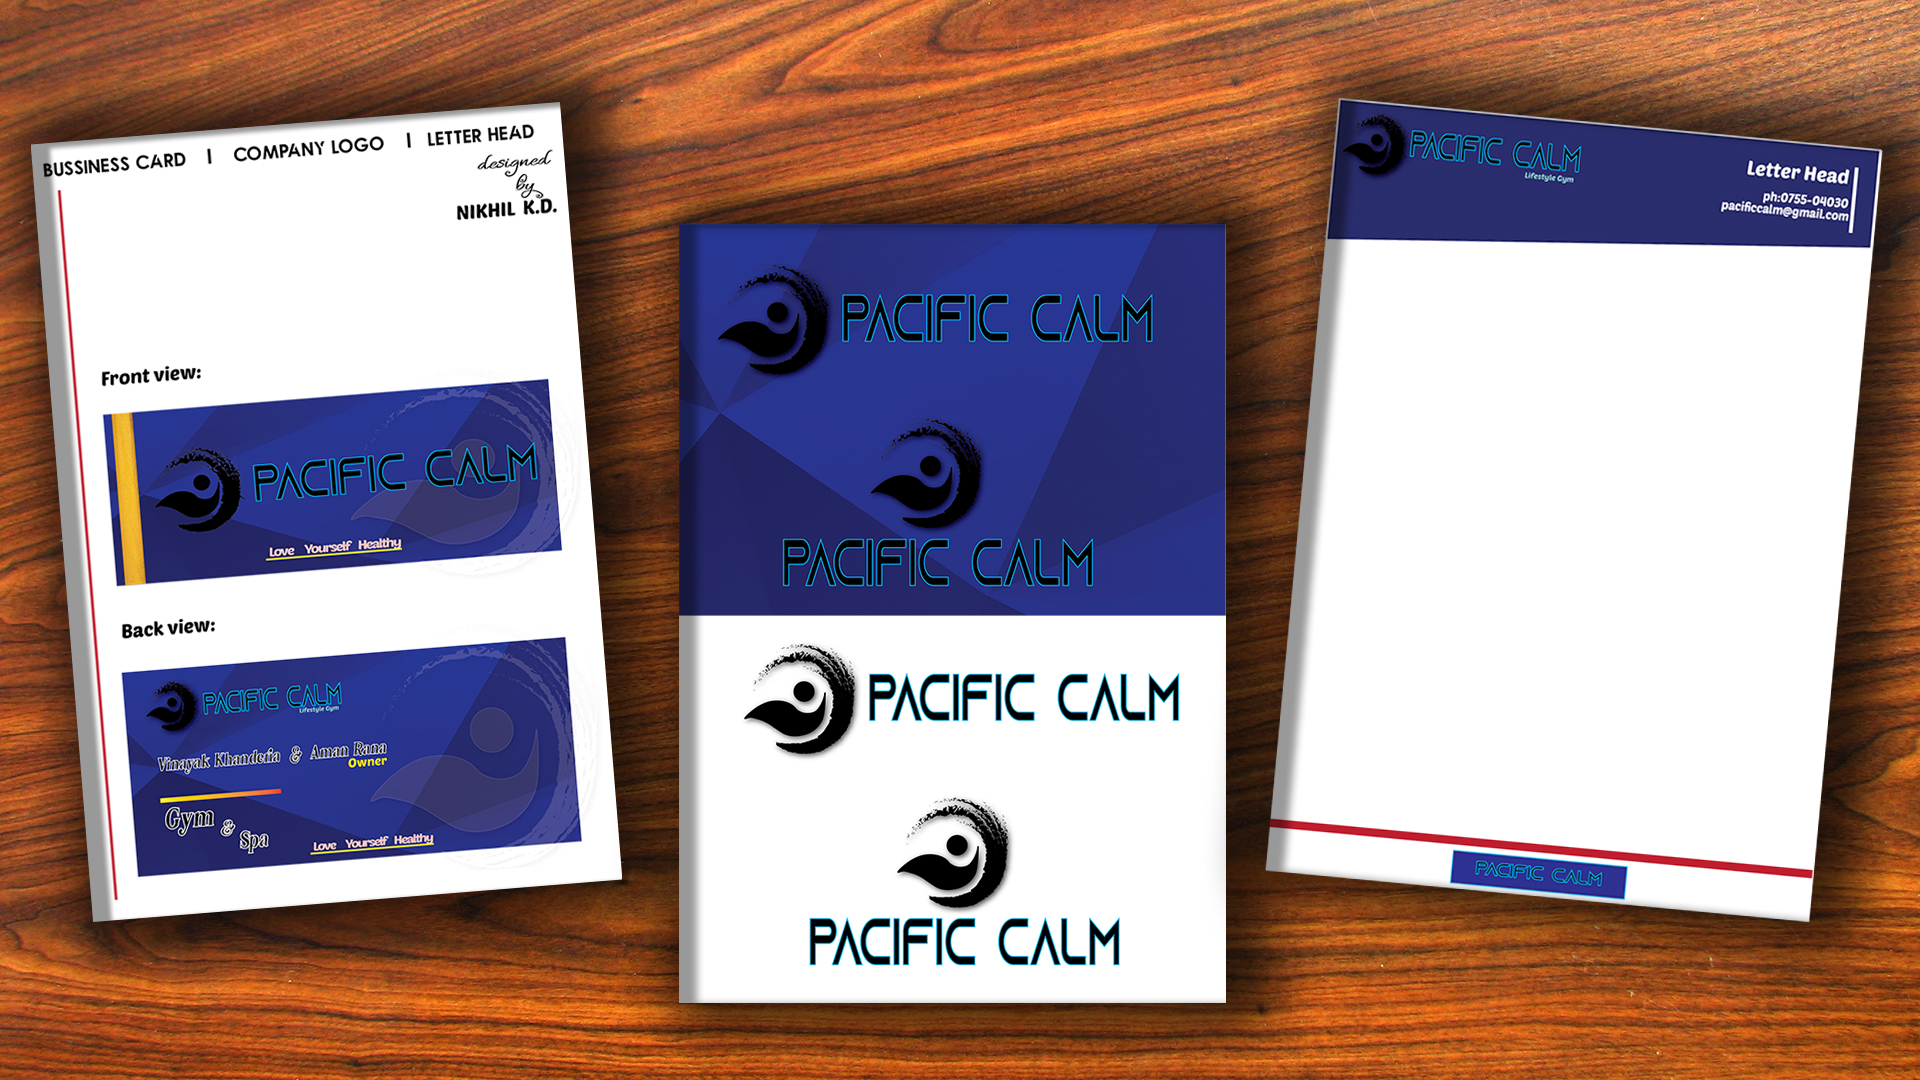 BUSSINESS CARD | COMPANY LOGO | LETTER HEAD
designed
by
NIKHIL K.D.
Front view:
PACIFIC CALM
Love Yourself Healthy
Back view:
PACIFIC CALM
Lifestyle Gym
Vinayak Khanderia & Aman Rana
Owner
Gym
&
Spa
Love Yourself Healthy
PACIFIC CALM
PACIFIC CALM
PACIFIC CALM
PACIFIC CALM
PACIFIC CALM
Lifestyle Gym
Letter Head
ph:0755-04030
pacificcalm@gmail.com
PACIFIC CALM